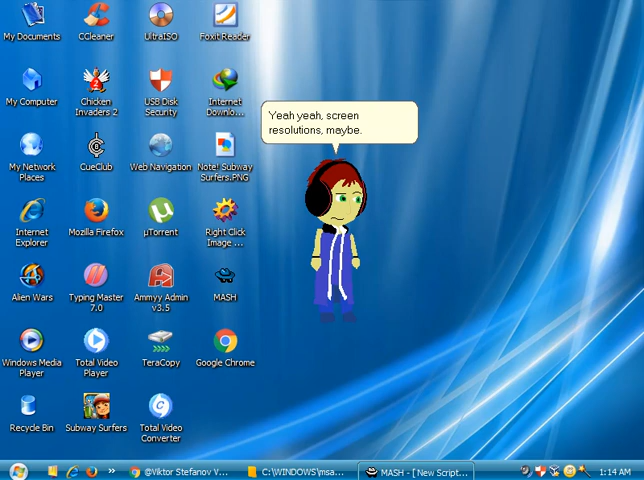 My Documents
CCleaner
UltraISO
Foxit Reader
My Computer
Chicken
Invaders 2
USB Disk
Security
Internet
Downlo...
Yeah yeah, screen
resolutions, maybe.
My Network
Places
CueClub
Web Navigation
Note! Subway
Surfers.PNG
Internet
Explorer
Mozilla Firefox
µTorrent
Right Click
Image ...
Alien Wars
Typing Master
7.0
Ammyy Admin
v3.5
MASH
Windows Media
Player
Total Video
Player
TeraCopy
Google Chrome
Recycle Bin
Subway Surfers
Total Video
Converter
@Viktor Stefanov V...
C:\WINDOWS\msa...
MASH - [ New Script...
1:14 AM